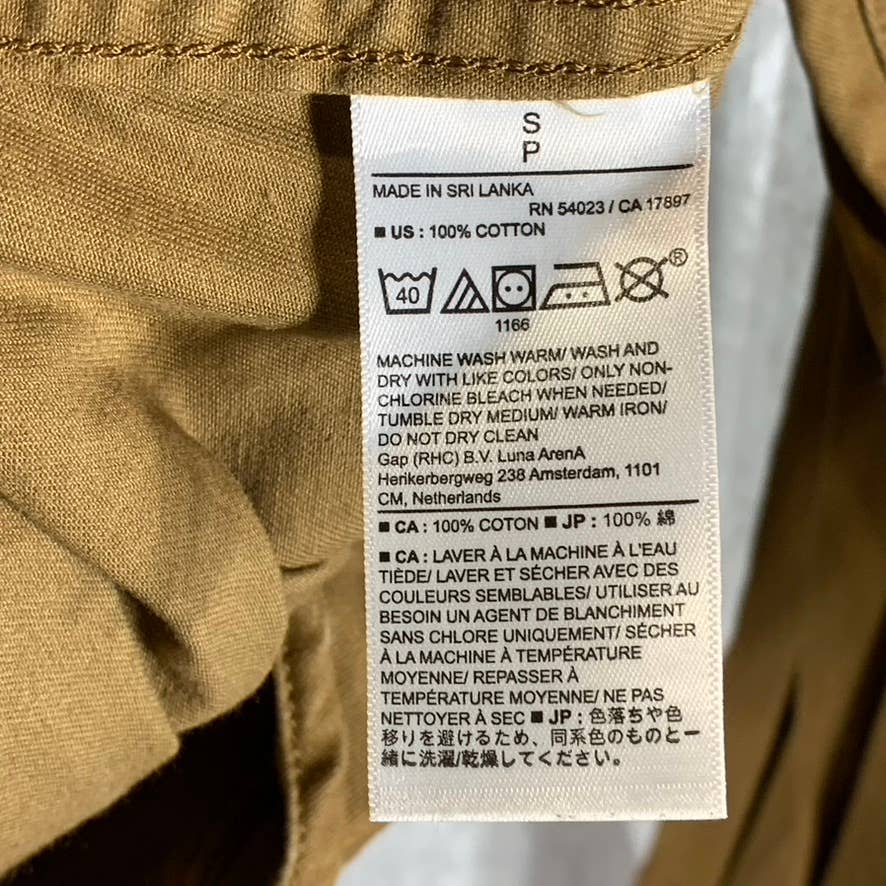 S
P
MADE IN SRI LANKA
RN 54023 / CA 17897
■ US : 100% COTTON
40
®
1166
MACHINE WASH WARM/ WASH AND
DRY WITH LIKE COLORS/ ONLY NON-
CHLORINE BLEACH WHEN NEEDED/
TUMBLE DRY MEDIUM/ WARM IRON/
DO NOT DRY CLEAN
Gap (RHC) B.V. Luna ArenA
Herikerbergweg 238 Amsterdam, 1101
CM, Netherlands
■ CA : 100% COTON ■ JP : 100% 綿
■ CA : LAVER À LA MACHINE À L'EAU
TIÈDE/ LAVER ET SÉCHER AVEC DES
COULEURS SEMBLABLES/ UTILISER AU
BESOIN UN AGENT DE BLANCHIMENT
SANS CHLORE UNIQUEMENT/ SÉCHER
À LA MACHINE À TEMPÉRATURE
MOYENNE/ REPASSER À
TEMPÉRATURE MOYENNE/ NE PAS
NETTOYER À SEC ■ JP : 色落ちや色
移りを避けるため、同系色のものと一
緒に洗濯/乾燥してください。